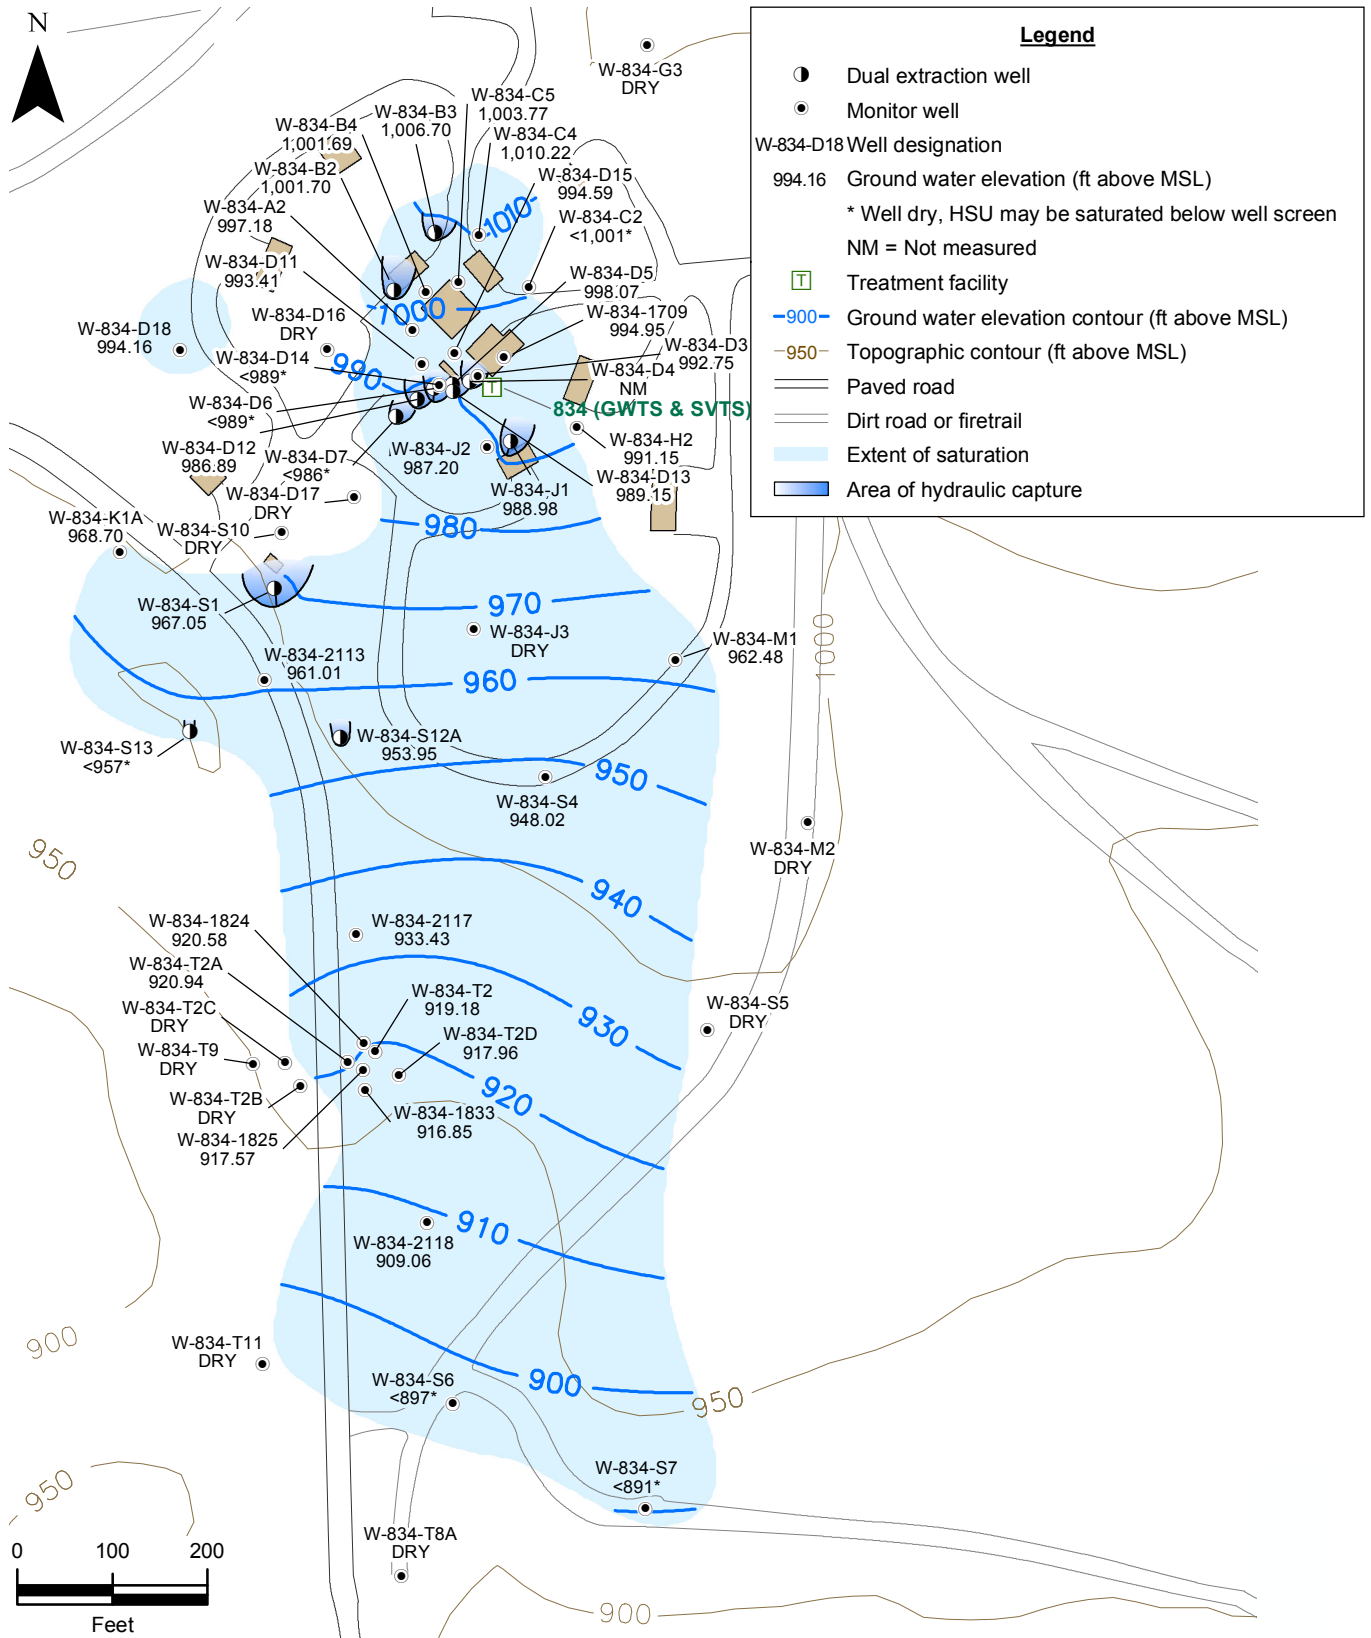 N
Legend
Dual extraction well
Monitor well
W-834-D18 Well designation
994.16 Ground water elevation (ft above MSL)
* Well dry, HSU may be saturated below well screen
NM = Not measured
T Treatment facility
900 Ground water elevation contour (ft above MSL)
950 Topographic contour (ft above MSL)
Paved road
Dirt road or firetrail
Extent of saturation
Area of hydraulic capture
W-834-G3
DRY
W-834-C5
1,003.77
W-834-B3
1,006.70
W-834-B4
1,001.69
W-834-C4
1,010.22
W-834-B2
1,001.70
W-834-D15
994.59
W-834-A2
997.18
W-834-C2
<1,001*
1010
W-834-D11
993.41
W-834-D5
998.07
W-834-D16
DRY
1000
W-834-1709
994.95
W-834-D18
994.16
W-834-D3
992.75
W-834-D14
<989*
990
W-834-D4
NM
T
834 (GWTS & SVTS)
W-834-D6
<989*
W-834-H2
991.15
W-834-D12
986.89
W-834-D7
<986*
W-834-J2
987.20
W-834-D13
989.15
W-834-D17
DRY
W-834-J1
988.98
W-834-K1A
968.70
W-834-S10
DRY
980
W-834-S1
967.05
970
W-834-J3
DRY
W-834-M1
962.48
1000
W-834-2113
961.01
960
W-834-S13
<957*
W-834-S12A
953.95
950
W-834-S4
948.02
950
W-834-M2
DRY
940
W-834-1824
920.58
W-834-2117
933.43
W-834-T2A
920.94
W-834-T2
919.18
W-834-T2C
DRY
W-834-S5
DRY
930
W-834-T2D
917.96
W-834-T9
DRY
920
W-834-T2B
DRY
W-834-1833
916.85
W-834-1825
917.57
910
W-834-2118
909.06
900
W-834-T11
DRY
W-834-S6
<897*
900
950
W-834-S7
<891*
950
W-834-T8A
DRY
0 100 200
Feet
900